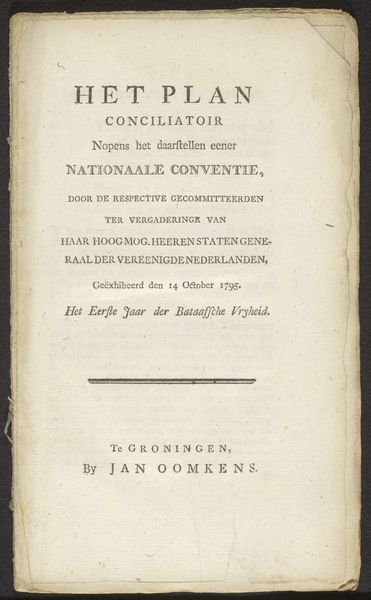 HET PLAN
CONCILIATOIR
Nopens het daarſtellen eener
NATIONAALE CONVENTIE,
DOOR DE RESPECTIVE GECOMMITTEERDEN
TER VERGADERINGE VAN
HAAR HOOG MOG. HEEREN STATEN GENE-
RAAL DER VEREENIGDE NEDERLANDEN,
Geëxhibeerd den 14 October 1795.
Het Eerſte Jaar der Bataafſche Vryheid.
Te GRONINGEN,
By JAN OOMKENS.